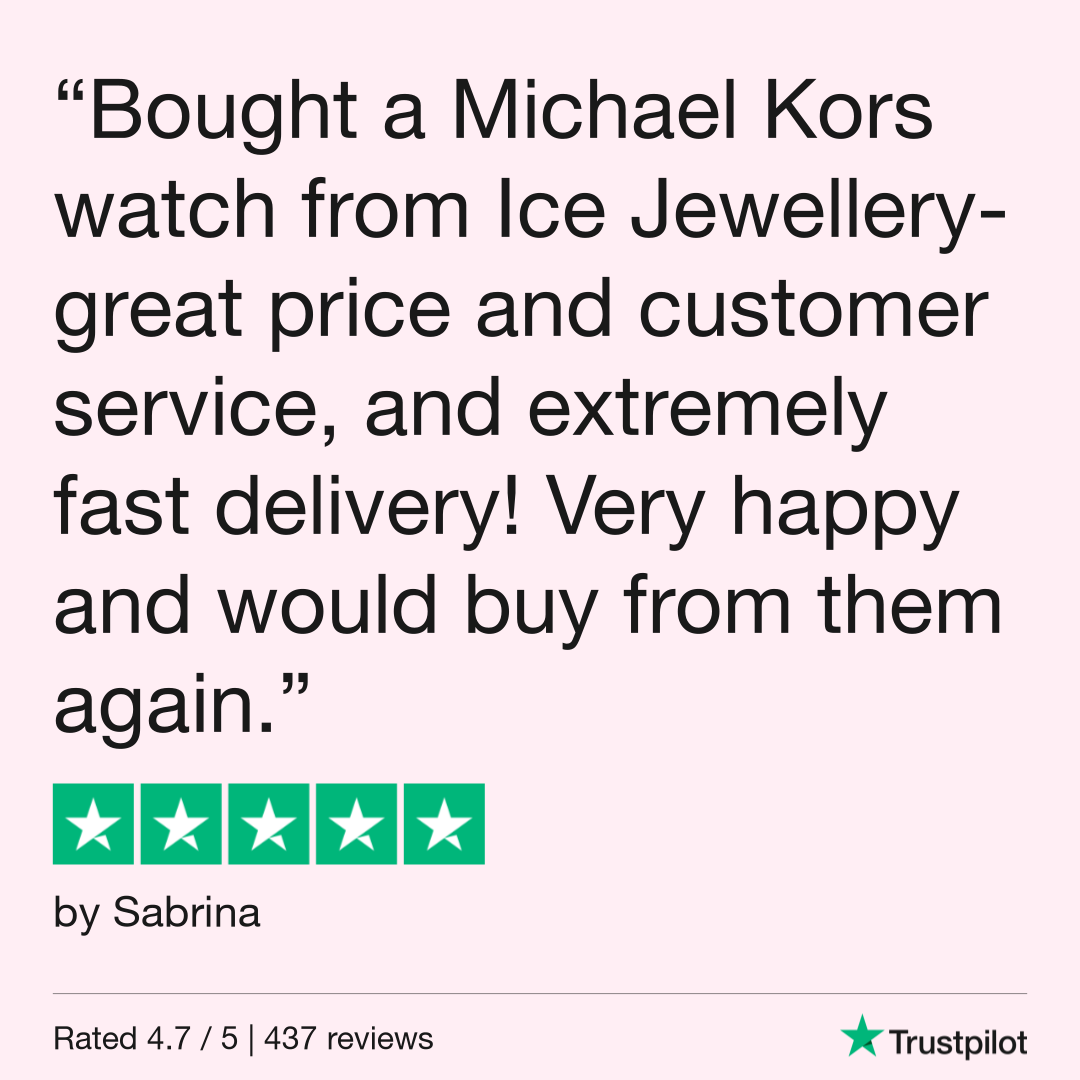 “Bought a Michael Kors
watch from Ice Jewellery-
great price and customer
service, and extremely
fast delivery! Very happy
and would buy from them
again.”
by Sabrina
Rated 4.7 / 5 | 437 reviews
Trustpilot